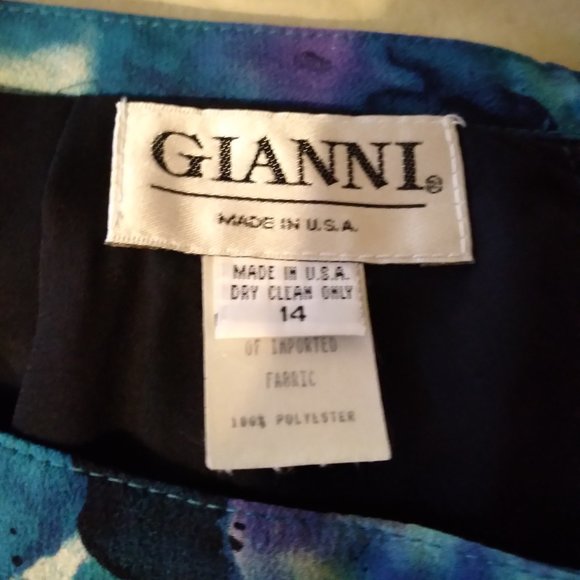 GIANNI®
MADE IN U.S.A.
MADE IN U.S.A.
DRY CLEAN ONLY
14
OF IMPORTED
FABRIC
100% POLYESTER